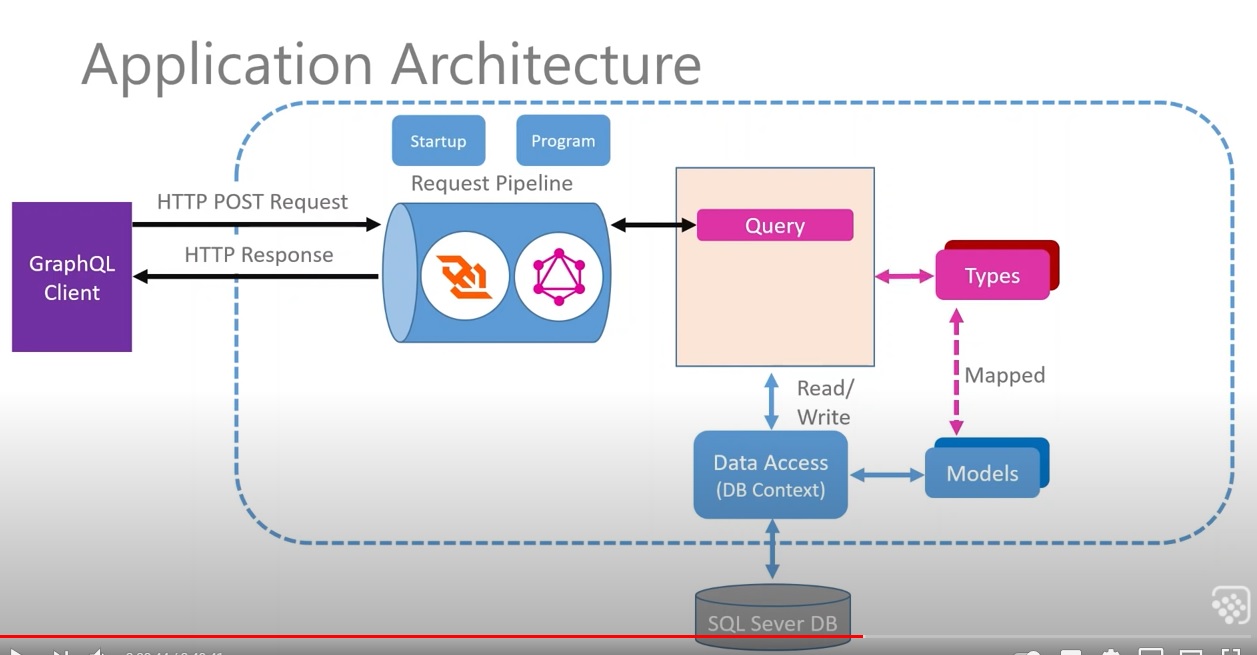 Application Architecture
Startup
Program
Request Pipeline
HTTP POST Request
HTTP Response
GraphQL
Client
Query
Types
Mapped
Read/
Write
Data Access
(DB Context)
Models
SQL Sever DB